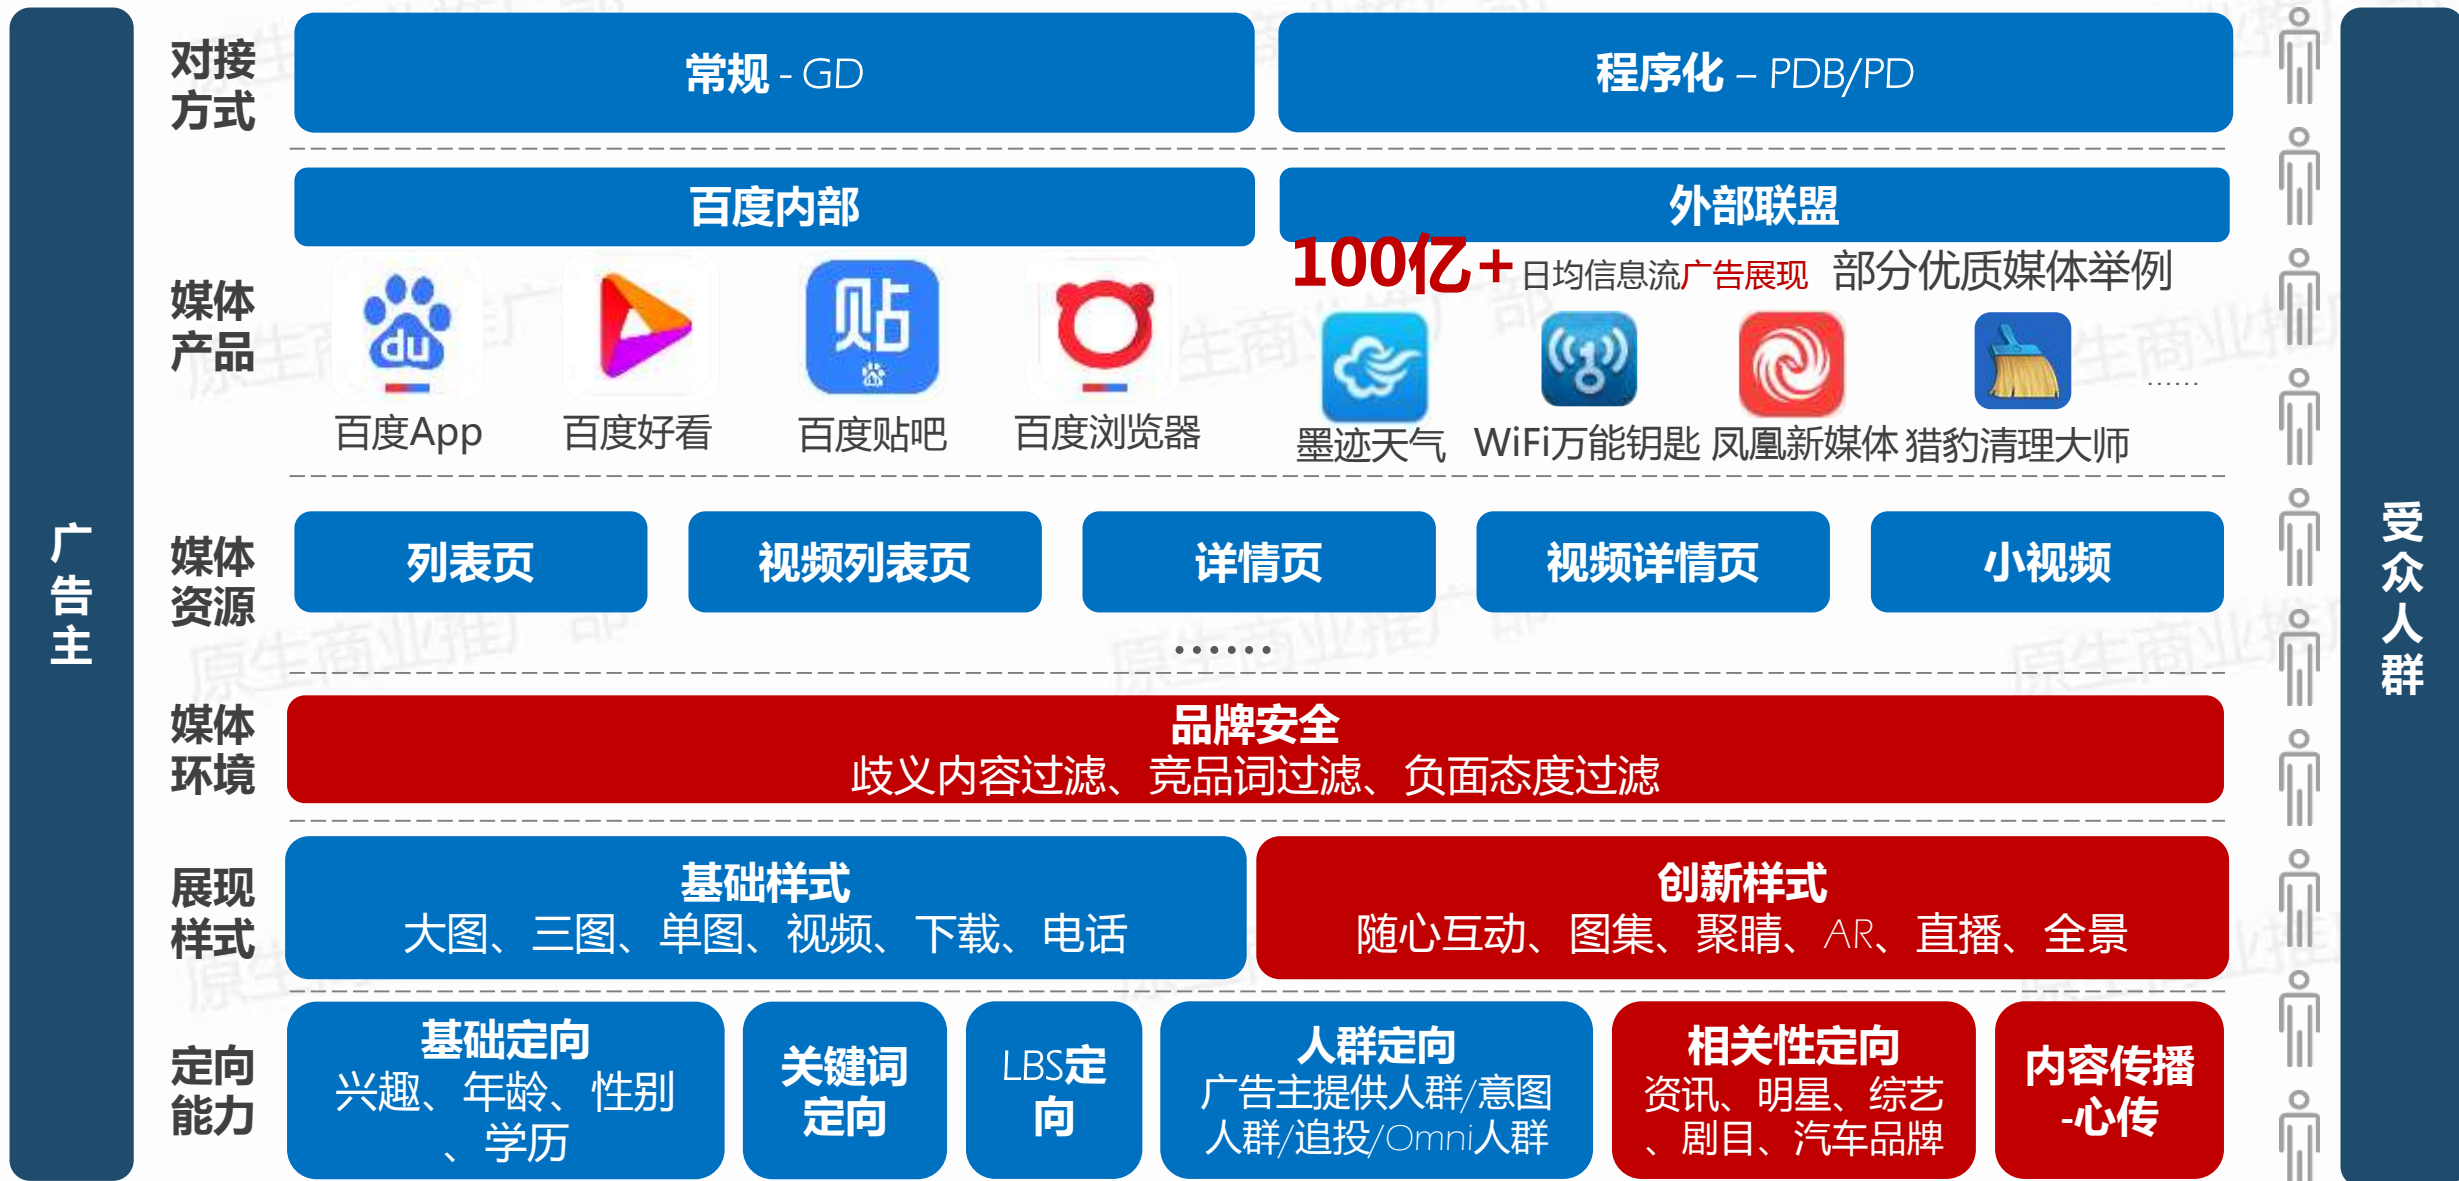 广告主
对接
方式
常规 - GD
程序化 – PDB/PD
媒体
产品
百度内部
外部联盟
100亿+日均信息流广告展现 部分优质媒体举例
du
贴
百度App
百度好看
百度贴吧
百度浏览器
墨迹天气
WiFi万能钥匙
凤凰新媒体
猎豹清理大师
……
媒体
资源
列表页
视频列表页
详情页
视频详情页
小视频
……
媒体
环境
品牌安全
歧义内容过滤、竞品词过滤、负面态度过滤
展现
样式
基础样式
大图、三图、单图、视频、下载、电话
创新样式
随心互动、图集、聚睛、AR、直播、全景
定向
能力
基础定向
兴趣、年龄、性别
、学历
关键词
定向
LBS定
向
人群定向
广告主提供人群/意图
人群/追投/Omni人群
相关性定向
资讯、明星、综艺
、剧目、汽车品牌
内容传播
-心传
受众人群
原生商业推广部